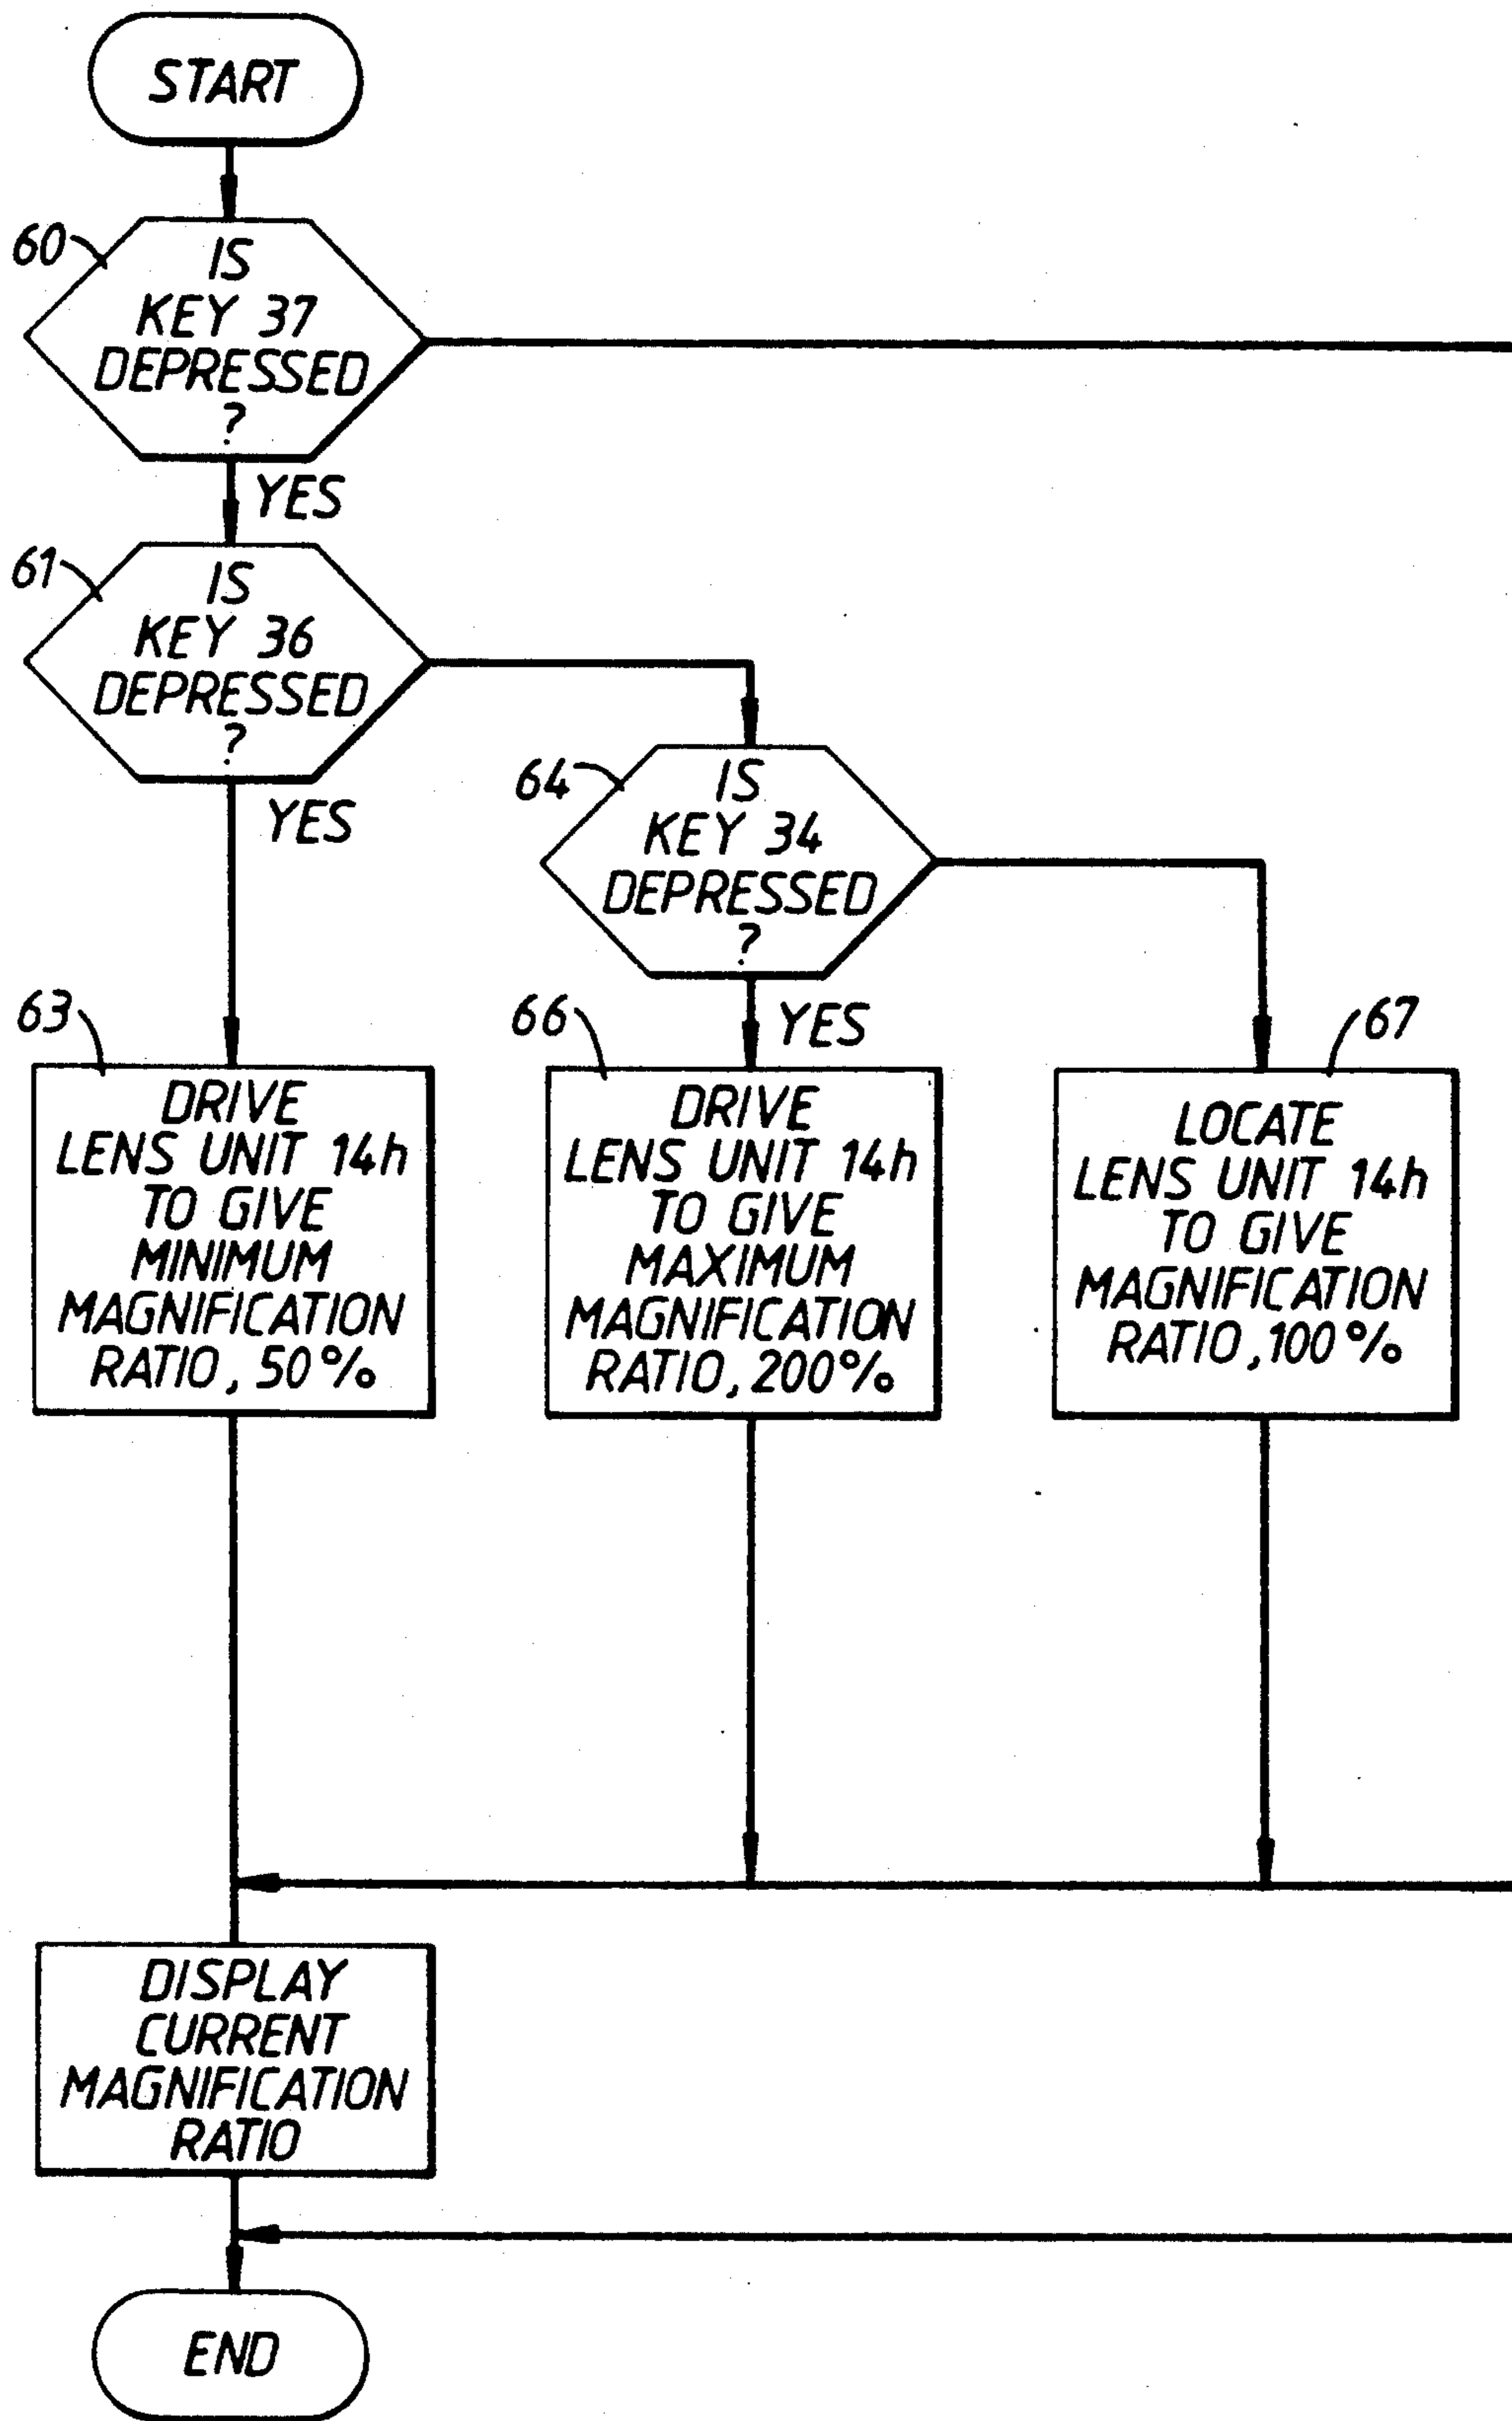 START
60
IS
KEY 37
DEPRESSED
?
YES
61
IS
KEY 36
DEPRESSED
?
YES
64
IS
KEY 34
DEPRESSED
?
YES
63
DRIVE
LENS UNIT 14h
TO GIVE
MINIMUM
MAGNIFICATION
RATIO, 50%
66
DRIVE
LENS UNIT 14h
TO GIVE
MAXIMUM
MAGNIFICATION
RATIO, 200%
67
LOCATE
LENS UNIT 14h
TO GIVE
MAGNIFICATION
RATIO, 100%
DISPLAY
CURRENT
MAGNIFICATION
RATIO
END